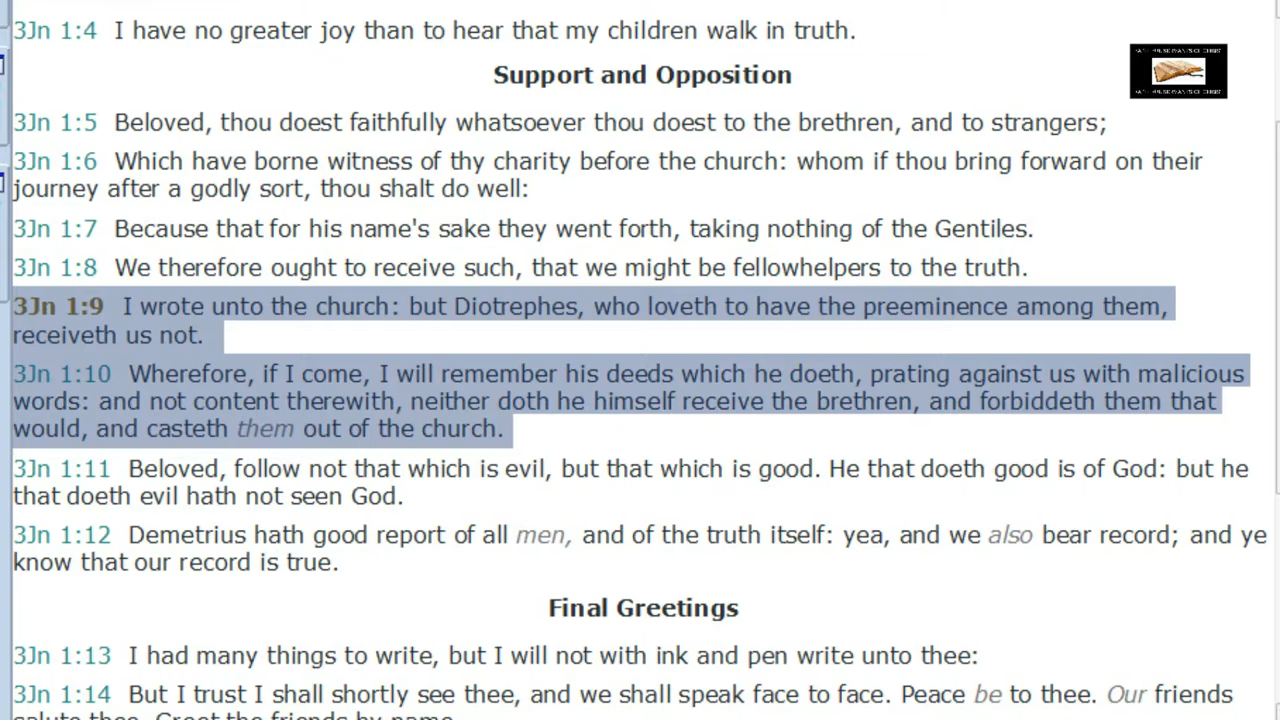 3Jn 1:4 I have no greater joy than to hear that my children walk in truth.
Support and Opposition
3Jn 1:5 Beloved, thou doest faithfully whatsoever thou doest to the brethren, and to strangers;
3Jn 1:6 Which have borne witness of thy charity before the church: whom if thou bring forward on their
journey after a godly sort, thou shalt do well:
3Jn 1:7 Because that for his name's sake they went forth, taking nothing of the Gentiles.
3Jn 1:8 We therefore ought to receive such, that we might be fellowhelpers to the truth.
3Jn 1:9 I wrote unto the church: but Diotrephes, who loveth to have the preeminence among them,
receiveth us not.
3Jn 1:10 Wherefore, if I come, I will remember his deeds which he doeth, prating against us with malicious
words: and not content therewith, neither doth he himself receive the brethren, and forbiddeth them that
would, and casteth them out of the church.
3Jn 1:11 Beloved, follow not that which is evil, but that which is good. He that doeth good is of God: but he
that doeth evil hath not seen God.
3Jn 1:12 Demetrius hath good report of all men, and of the truth itself: yea, and we also bear record; and ye
know that our record is true.
Final Greetings
3Jn 1:13 I had many things to write, but I will not with ink and pen write unto thee:
3Jn 1:14 But I trust I shall shortly see thee, and we shall speak face to face. Peace be to thee. Our friends
salute thee. Greet the friends by name.